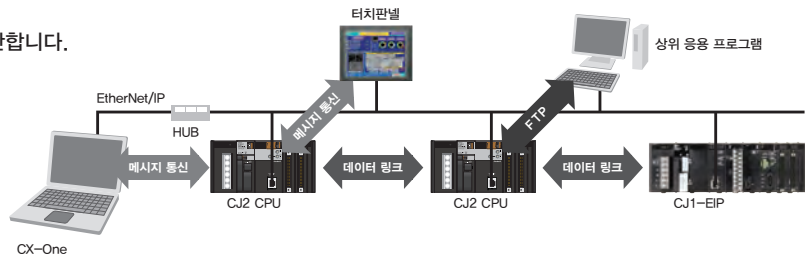 합니다.
터치판넬
상위 응용 프로그램
EtherNet/IP
HUB
메시지 통신
FTP
메시지 통신
데이터 링크
데이터 링크
CJ2 CPU
CJ2 CPU
CJ1-EIP
CX-One